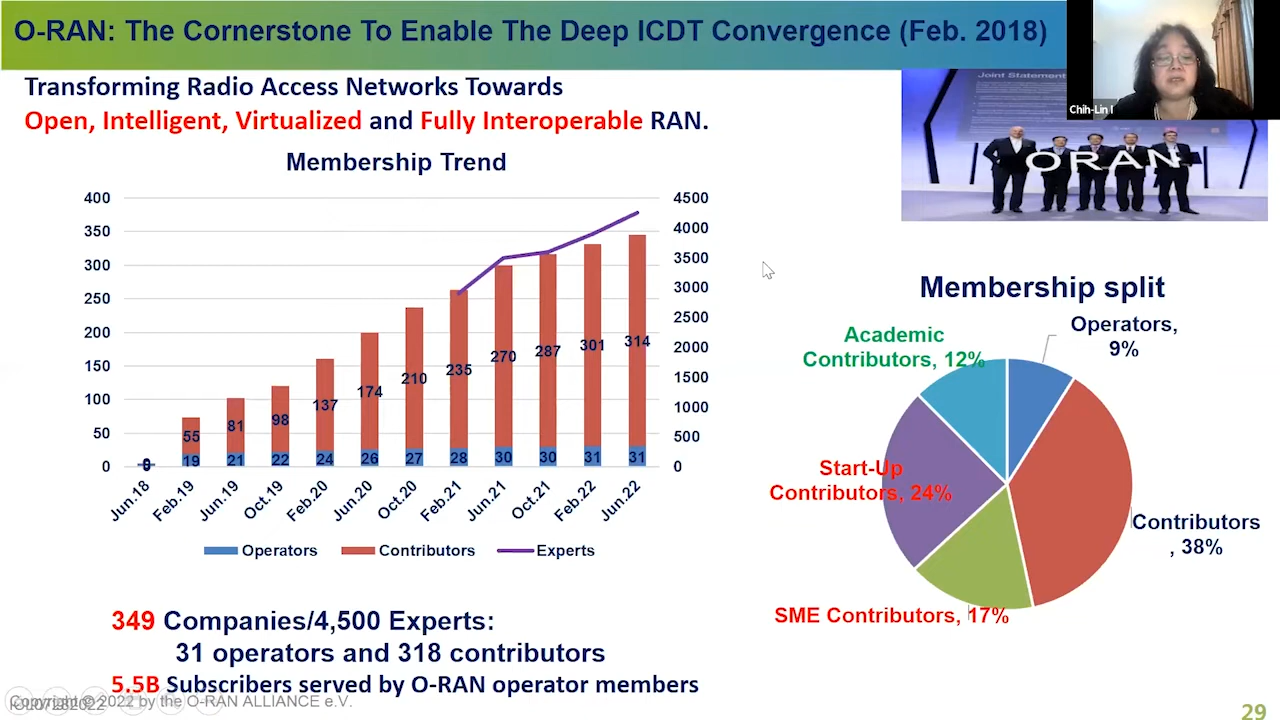 O-RAN: The Cornerstone To Enable The Deep ICDT Convergence (Feb. 2018)
Chih-Lin I
Transforming Radio Access Networks Towards
Open, Intelligent, Virtualized and Fully Interoperable RAN.
Joint Statement
ORAN
Membership Trend
400
350
300
250
200
150
100
50
0
4500
4000
3500
3000
2500
2000
1500
1000
500
0
55
81
98
137
174
210
235
270
287
301
314
19
21
22
24
26
27
28
30
30
31
31
Jun.18
Feb.19
Jun.19
Oct.19
Feb.20
Jun.20
Oct.20
Feb.21
Jun.21
Oct.21
Feb.22
Jun.22
Operators
Contributors
Experts
Membership split
Operators,
9%
Academic
Contributors, 12%
Start-Up
Contributors, 24%
Contributors
, 38%
SME Contributors, 17%
349 Companies/4,500 Experts:
31 operators and 318 contributors
5.5B Subscribers served by O-RAN operator members
Copyright © 2022 by the O-RAN ALLIANCE e.V.
29